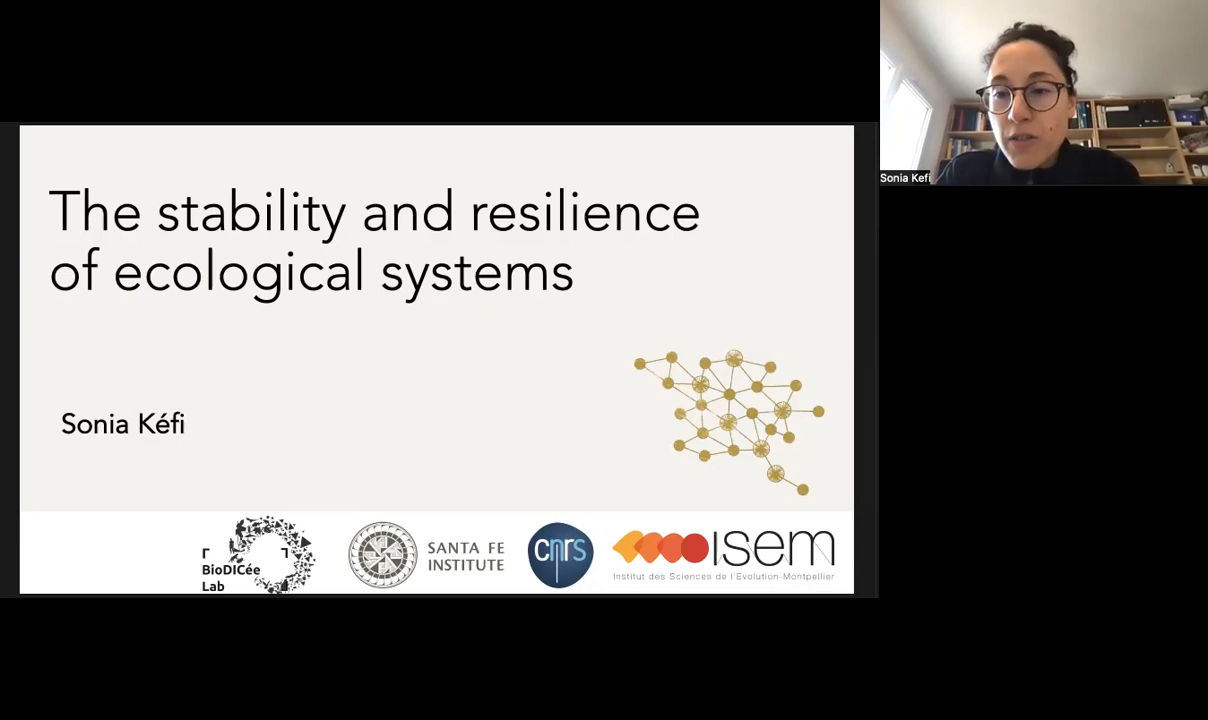 The stability and resilience
of ecological systems
Sonia Kéfi
BioDICée
Lab
SANTA FE
INSTITUTE
cnrs
isem
Institut des Sciences de l'Evolution-Montpellier
Sonia Kefi